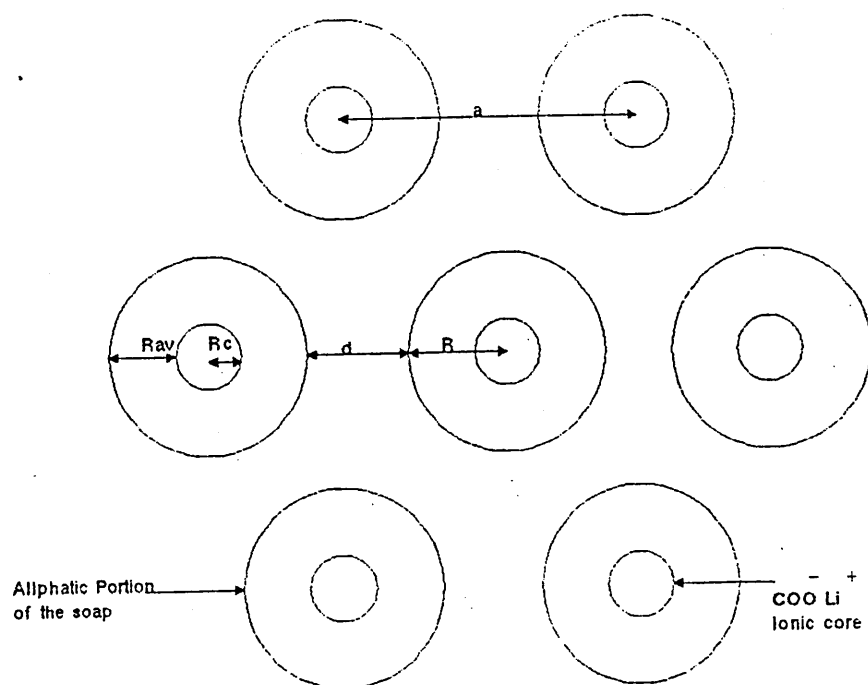 a
Rav
Rc
d
R
Aliphatic Portion
of the soap
− +
COO Li
Ionic core